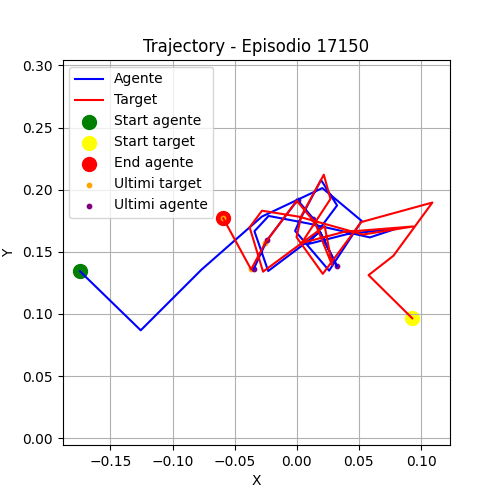 Trajectory - Episodio 17150
Agente
Target
Start agente
Start target
End agente
Ultimi target
Ultimi agente
0.30
0.25
0.20
0.15
0.10
0.05
0.00
Y
−0.15
−0.10
−0.05
0.00
0.05
0.10
X